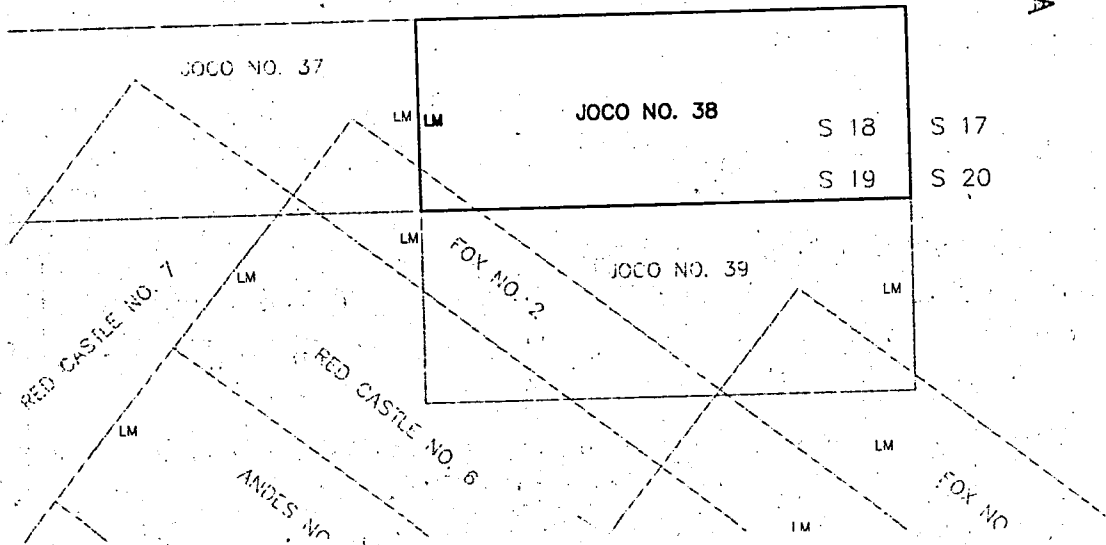 A
JOCO NO. 37
LM LM
JOCO NO. 38
S 18 S 17
S 19 S 20
LM
FOX NO. 2
JOCO NO. 39
LM
LM
RED CASTLE NO. 7
RED CASTLE NO. 6
LM
LM
ANDES NO
FOX NO
LM